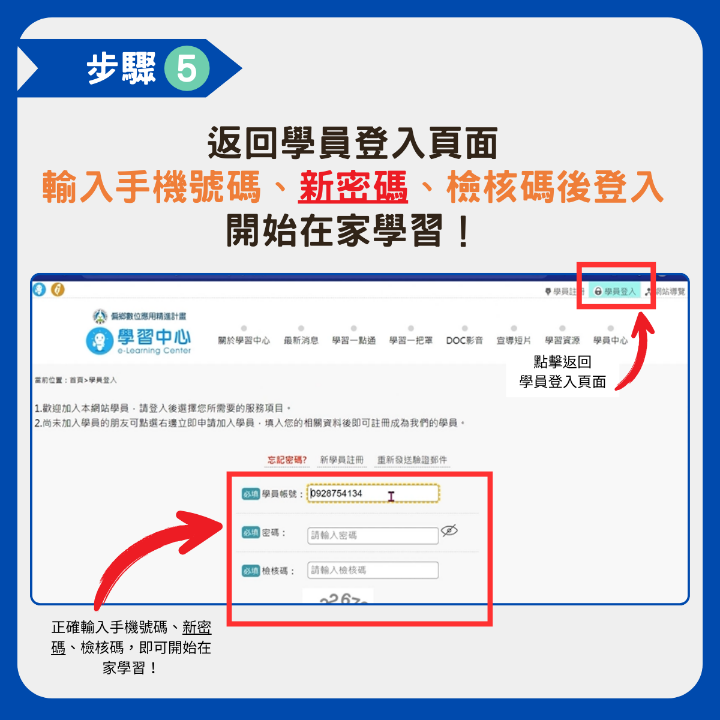 步驟 5
返回學員登入頁面
輸入手機號碼、新密碼、檢核碼後登入
開始在家學習！
學員註冊 學員登入 網站導覽
偏鄉數位應用精進計畫
學習中心
e-Learning Center
關於學習中心 最新消息 學習一點通 學習一把罩 DOC影音 宣導短片 學習資源 學員中心
點擊返回
學員登入頁面
當前位置：首頁>學員登入
1.歡迎加入本網站學員，請登入後選擇您所需要的服務項目。
2.尚未加入學員的朋友可點選右邊立即申請加入學員，填入您的相關資料後即可註冊成為我們的學員。
忘記密碼? 新學員註冊 重新發送驗證郵件
必填 學員帳號： 0928754134
必填 密碼： 請輸入密碼
必填 檢核碼： 請輸入檢核碼
正確輸入手機號碼、新密
碼、檢核碼，即可開始在
家學習！